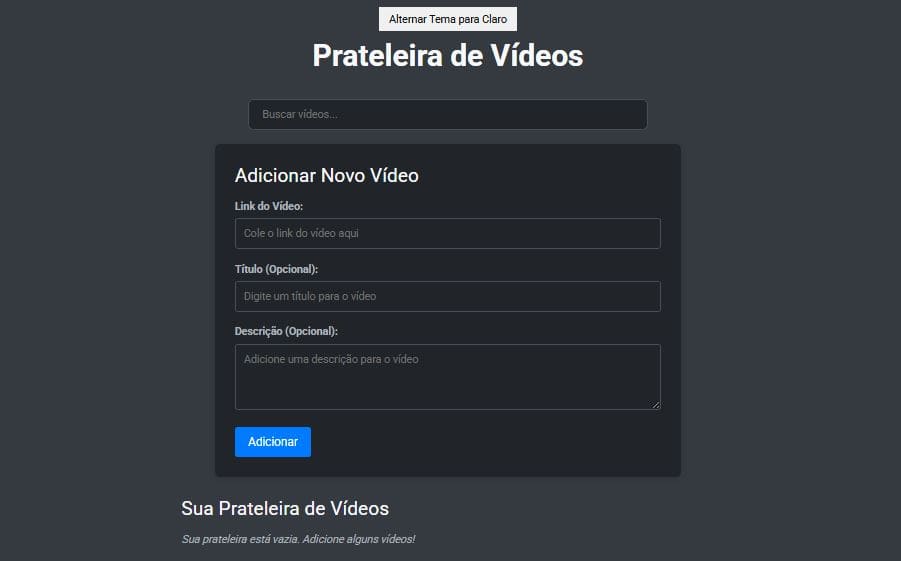 Alternar Tema para Claro
Prateleira de Vídeos
Buscar vídeos...
Adicionar Novo Vídeo
Link do Vídeo:
Cole o link do vídeo aqui
Título (Opcional):
Digite um título para o vídeo
Descrição (Opcional):
Adicione uma descrição para o vídeo
Adicionar
Sua Prateleira de Vídeos
Sua prateleira está vazia. Adicione alguns vídeos!